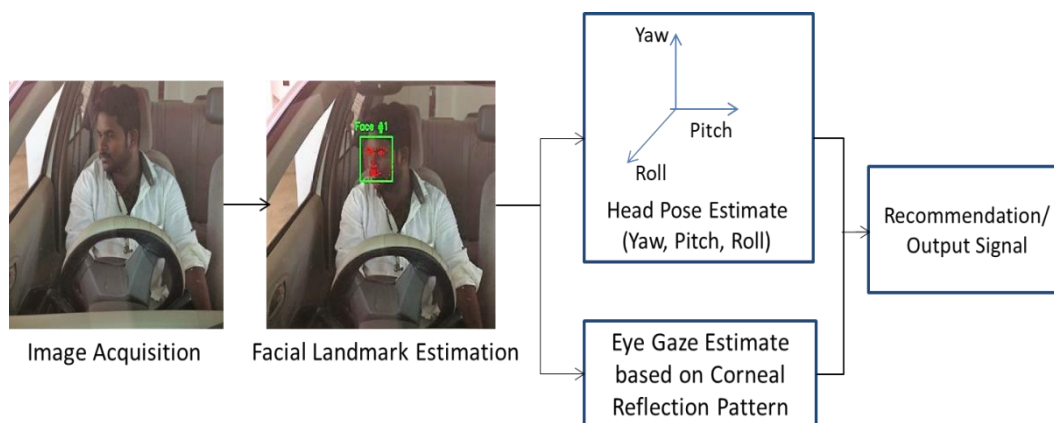 Image Acquisition
Face #1
Facial Landmark Estimation
Yaw
Pitch
Roll
Head Pose Estimate
(Yaw, Pitch, Roll)
Eye Gaze Estimate
based on Corneal
Reflection Pattern
Recommendation/
Output Signal